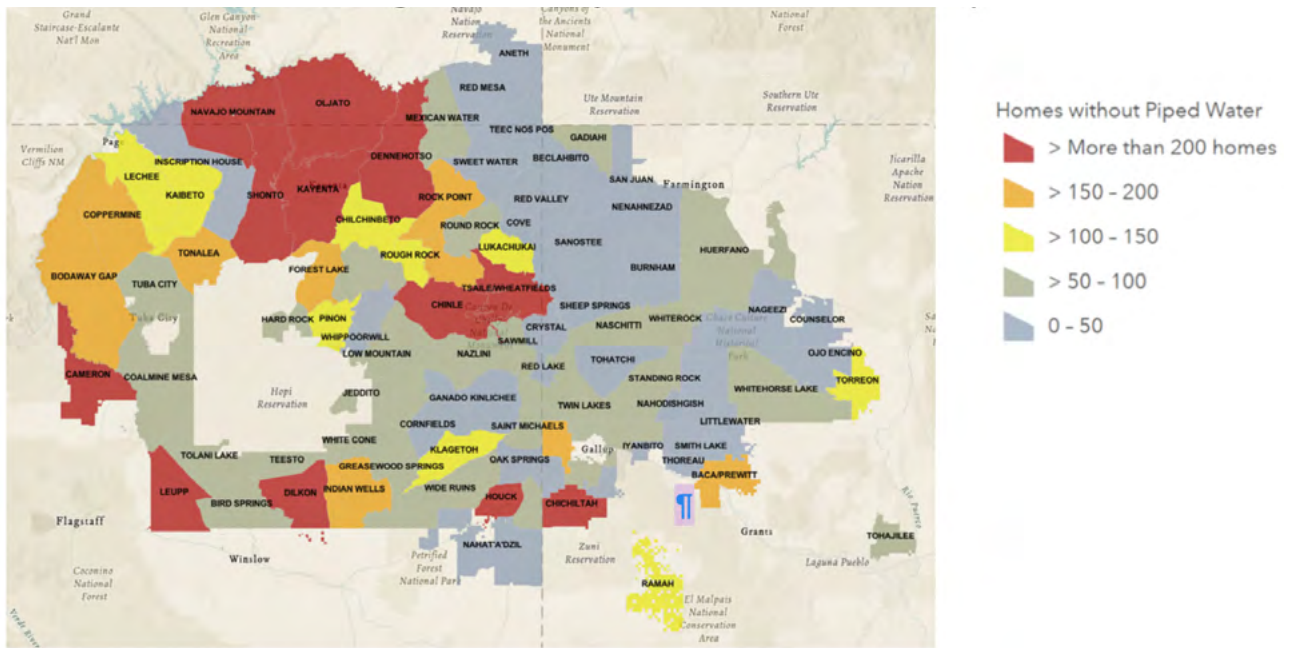 Grand
Staircase-Escalante
Nat'l Mon
Glen Canyon
National
Recreation
Area
Navajo
Nation
Reservation
Canyons of
the Ancients
National
Monument
National
Forest
ANETH
RED MESA
NAVAJO MOUNTAIN
OLJATO
MEXICAN WATER
Ute Mountain
Reservation
Southern Ute
Reservation
TEEC NOS POS
GADIAHI
Vermilion
Cliffs NM
INSCRIPTION HOUSE
DENNEHOTSO
SWEET WATER
BECLAHBITO
Jicarilla
Apache
Nation
Reservation
LECHEE
KAIBETO
SHONTO
KAYENTA
ROCK POINT
RED VALLEY
SAN JUAN
Farmington
NENAHNEZAD
COPPERMINE
CHILCHINBETO
ROUND ROCK
COVE
SANOSTEE
LUKACHUKAI
HUERFANO
TONALEA
ROUGH ROCK
BODAWAY GAP
FOREST LAKE
BURNHAM
TUBA CITY
TSAILE/WHEATFIELDS
CHINLE
SHEEP SPRINGS
NAGEEZI
COUNSELOR
Tuba City
HARD ROCK
PINON
WHIPPOORWILL
CRYSTAL
NASCHITTI
WHITEROCK
Chaco Culture
National
Historical
Park
SAWMILL
LOW MOUNTAIN
NAZLINI
TOHATCHI
OJO ENCINO
RED LAKE
CAMERON
COALMINE MESA
STANDING ROCK
WHITEHORSE LAKE
TORREON
Hopi
Reservation
JEDDITO
GANADO KINLICHEE
TWIN LAKES
NAHODISHGISH
CORNFIELDS
SAINT MICHAELS
LITTLEWATER
WHITE CONE
KLAGETOH
Gallup
IYANBITO
SMITH LAKE
TOLANI LAKE
TEESTO
GREASEWOOD SPRINGS
OAK SPRINGS
THOREAU
BACA/PREWITT
LEUPP
DILKON
INDIAN WELLS
WIDE RUINS
HOUCK
CHICHILTAH
BIRD SPRINGS
¶
Flagstaff
Winslow
Grants
Rio Puerco
TOHAJILEE
NAHAT'A'DZIL
Petrified
Forest
National Park
Zuni
Reservation
Laguna Pueblo
Coconino
National
Forest
RAMAH
El Malpais
National
Conservation
Area
Verde River
Homes without Piped Water
> More than 200 homes
> 150 - 200
> 100 - 150
> 50 - 100
0 - 50